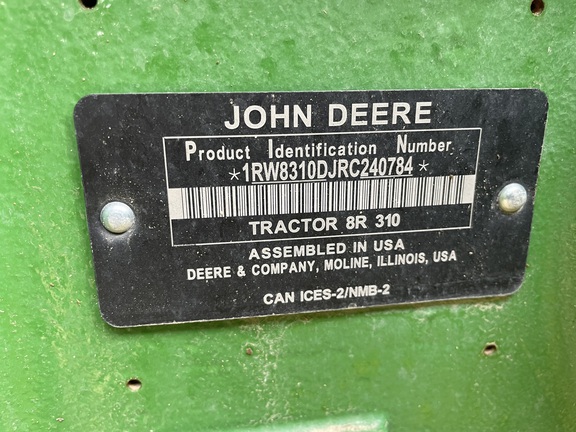 JOHN DEERE
Product Identification Number
*1RW8310DJRC240784*
TRACTOR 8R 310
ASSEMBLED IN USA
DEERE & COMPANY, MOLINE, ILLINOIS, USA
CAN ICES-2/NMB-2